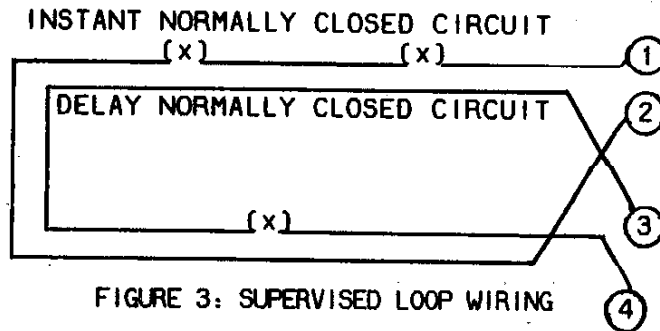 INSTANT NORMALLY CLOSED CIRCUIT
(x) (x) 1
2
DELAY NORMALLY CLOSED CIRCUIT
3
(x)
4
FIGURE 3: SUPERVISED LOOP WIRING